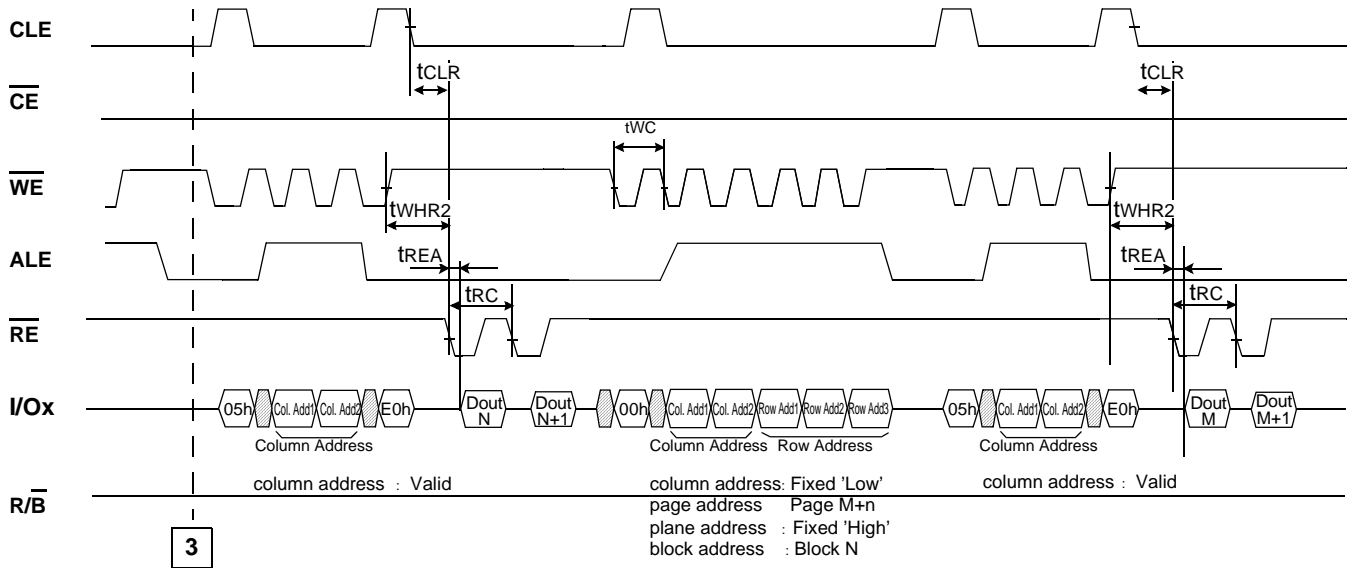 CLE
tCLR
tCLR
CE
tWC
WE
tWHR2
tWHR2
ALE
tREA
tREA
tRC
tRC
RE
I/Ox
05h
Col. Add1
Col. Add2
E0h
Dout N
Dout N+1
00h
Col. Add1
Col. Add2
Row Add1
Row Add2
Row Add3
05h
Col. Add1
Col. Add2
E0h
Dout M
Dout M+1
Column Address
Column Address
Row Address
Column Address
column address : Valid
column address: Fixed 'Low'
page address Page M+n
plane address : Fixed 'High'
block address : Block N
column address : Valid
R/B
3